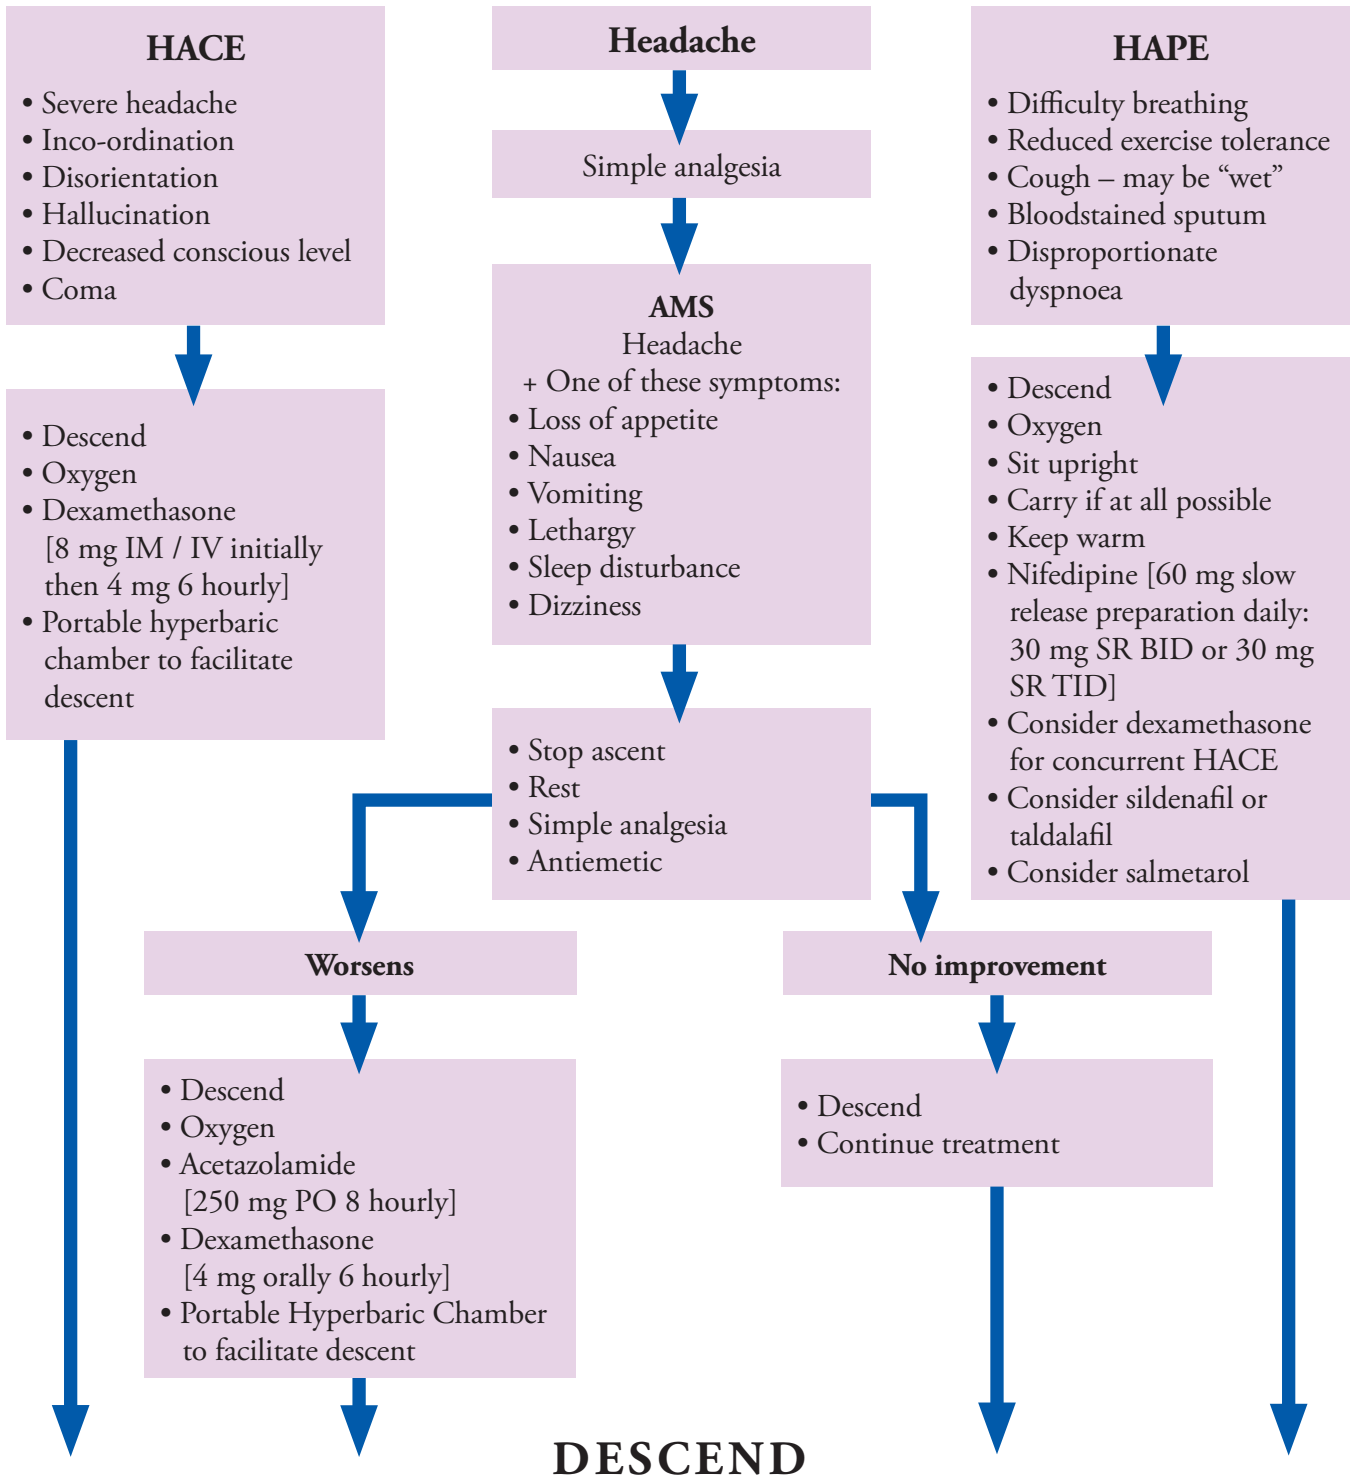 HACE
• Severe headache
• Inco-ordination
• Disorientation
• Hallucination
• Decreased conscious level
• Coma
• Descend
• Oxygen
• Dexamethasone
[8 mg IM / IV initially
then 4 mg 6 hourly]
• Portable hyperbaric
chamber to facilitate
descent
Headache
Simple analgesia
AMS
Headache
+ One of these symptoms:
• Loss of appetite
• Nausea
• Vomiting
• Lethargy
• Sleep disturbance
• Dizziness
• Stop ascent
• Rest
• Simple analgesia
• Antiemetic
HAPE
• Difficulty breathing
• Reduced exercise tolerance
• Cough – may be “wet”
• Bloodstained sputum
• Disproportionate
dyspnoea
• Descend
• Oxygen
• Sit upright
• Carry if at all possible
• Keep warm
• Nifedipine [60 mg slow
release preparation daily:
30 mg SR BID or 30 mg
SR TID]
• Consider dexamethasone
for concurrent HACE
• Consider sildenafil or
taldalafil
• Consider salmetarol
Worsens
• Descend
• Oxygen
• Acetazolamide
[250 mg PO 8 hourly]
• Dexamethasone
[4 mg orally 6 hourly]
• Portable Hyperbaric Chamber
to facilitate descent
No improvement
• Descend
• Continue treatment
DESCEND